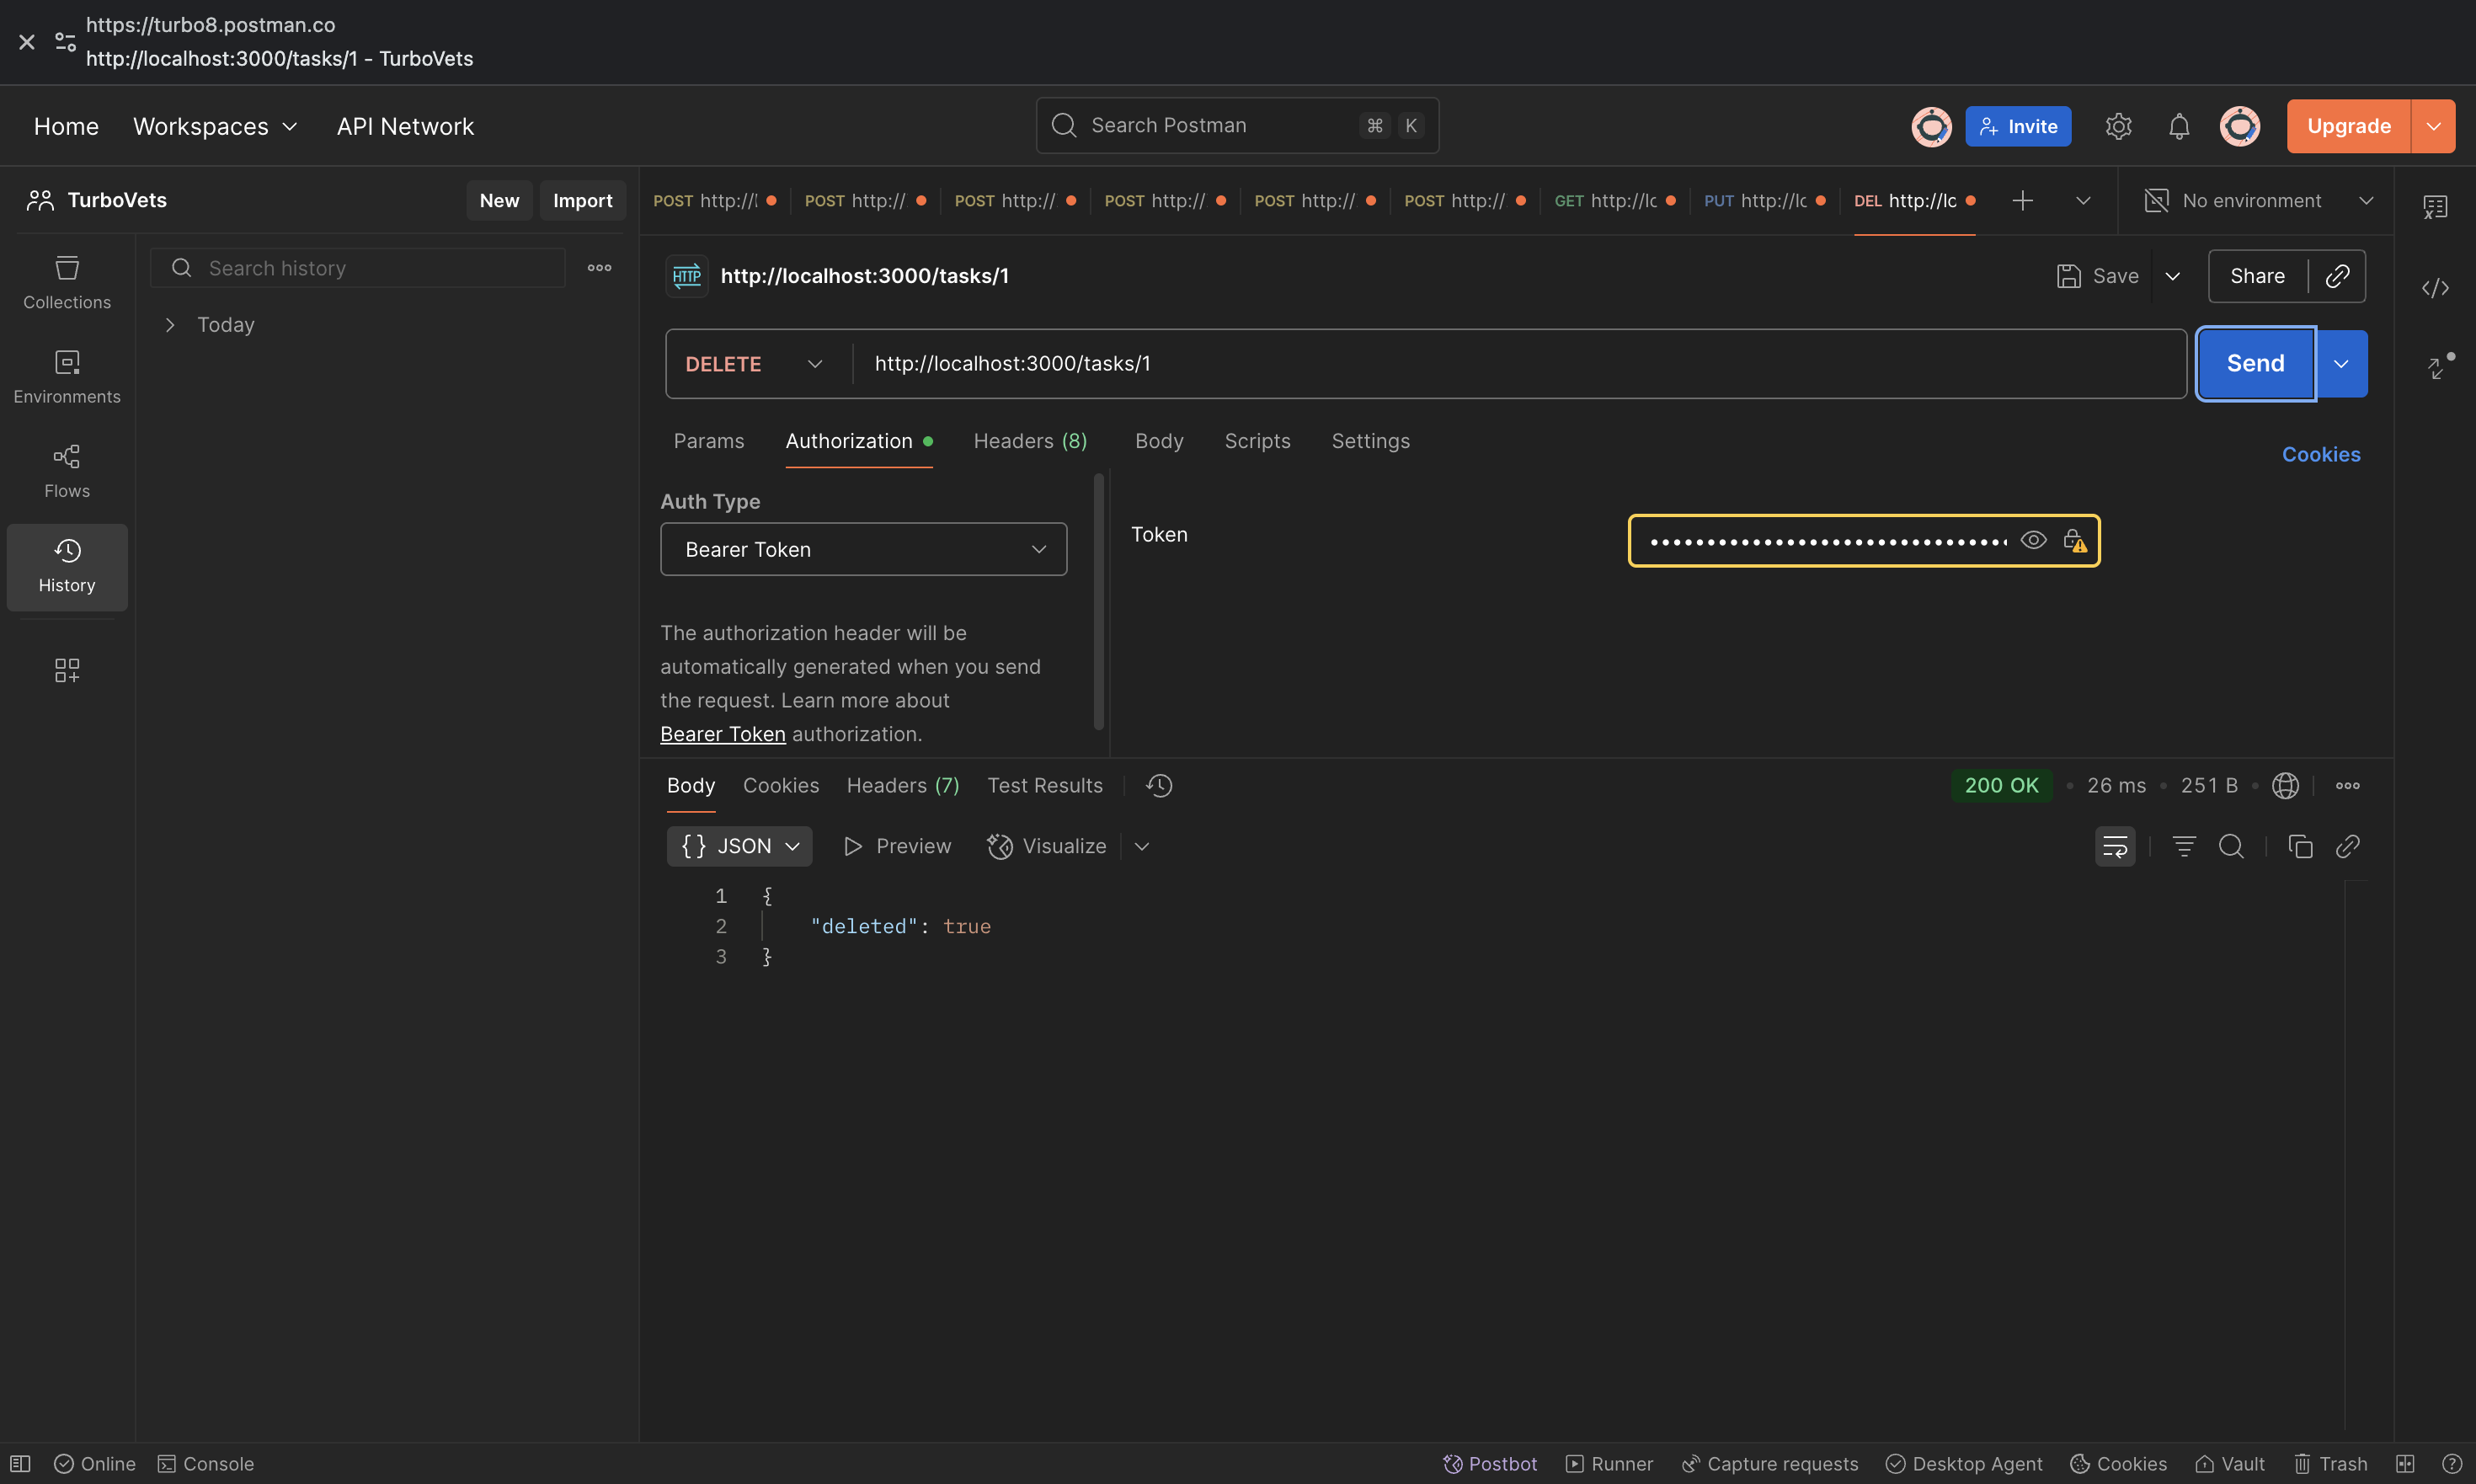 https://turbo8.postman.co
http://localhost:3000/tasks/1 - TurboVets
Home Workspaces API Network
Search Postman ⌘ K
Invite
Upgrade
TurboVets New Import
POST http://l POST http:// POST http:// POST http:// POST http:// POST http:// GET http://lc PUT http://lc DEL http://lc
No environment
Collections
Environments
Flows
History
Search history
Today
HTTP http://localhost:3000/tasks/1
Save Share
DELETE http://localhost:3000/tasks/1 Send
Params Authorization Headers (8) Body Scripts Settings Cookies
Auth Type
Bearer Token
The authorization header will be
automatically generated when you send
the request. Learn more about
Bearer Token authorization.
Token
Body Cookies Headers (7) Test Results
200 OK • 26 ms • 251 B
{ } JSON Preview Visualize
1 {
2 "deleted": true
3 }
Online Console
Postbot Runner Capture requests Desktop Agent Cookies Vault Trash